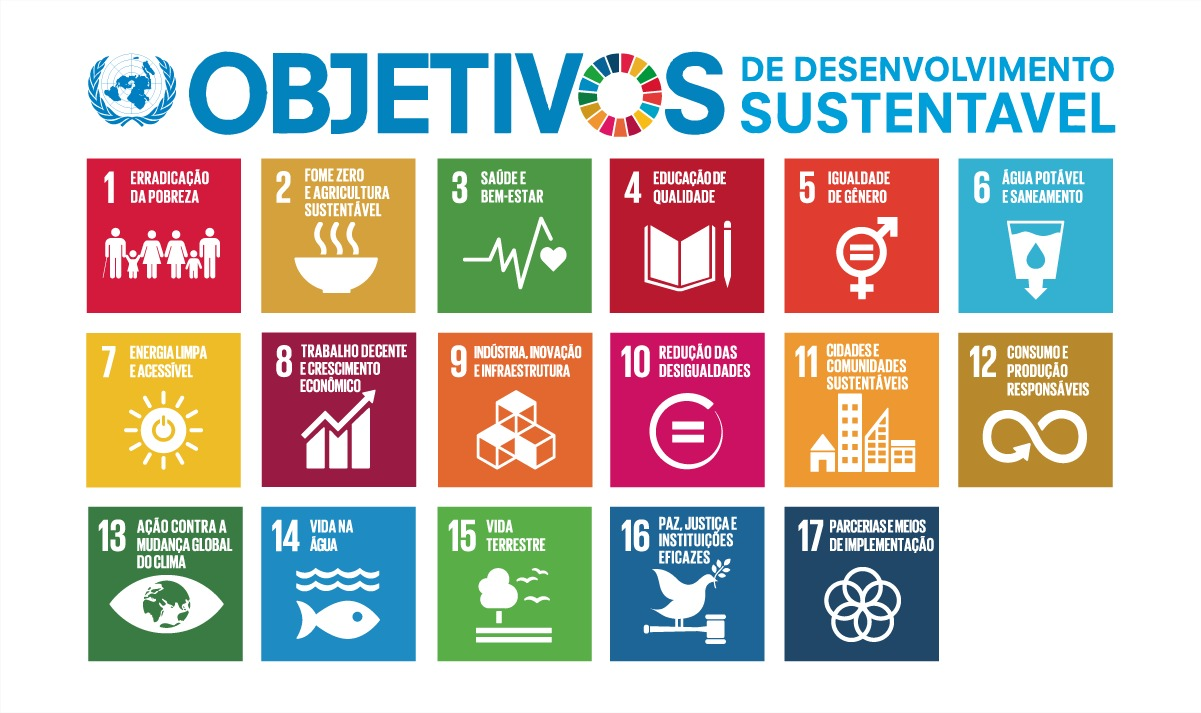 OBJETIVOS
DE DESENVOLVIMENTO
SUSTENTAVEL
1
ERRADICAÇÃO
DA POBREZA
2
FOME ZERO
E AGRICULTURA
SUSTENTÁVEL
3
SAÚDE E
BEM-ESTAR
4
EDUCAÇÃO DE
QUALIDADE
5
IGUALDADE
DE GÊNERO
6
ÁGUA POTÁVEL
E SANEAMENTO
7
ENERGIA LIMPA
E ACESSÍVEL
8
TRABALHO DECENTE
E CRESCIMENTO
ECONÔMICO
9
INDÚSTRIA, INOVAÇÃO
E INFRAESTRUTURA
10
REDUÇÃO DAS
DESIGUALDADES
11
CIDADES E
COMUNIDADES
SUSTENTÁVEIS
12
CONSUMO E
PRODUÇÃO
RESPONSÁVEIS
13
AÇÃO CONTRA A
MUDANÇA GLOBAL
DO CLIMA
14
VIDA NA
ÁGUA
15
VIDA
TERRESTRE
16
PAZ, JUSTIÇA E
INSTITUIÇÕES
EFICAZES
17
PARCERIAS E MEIOS
DE IMPLEMENTAÇÃO